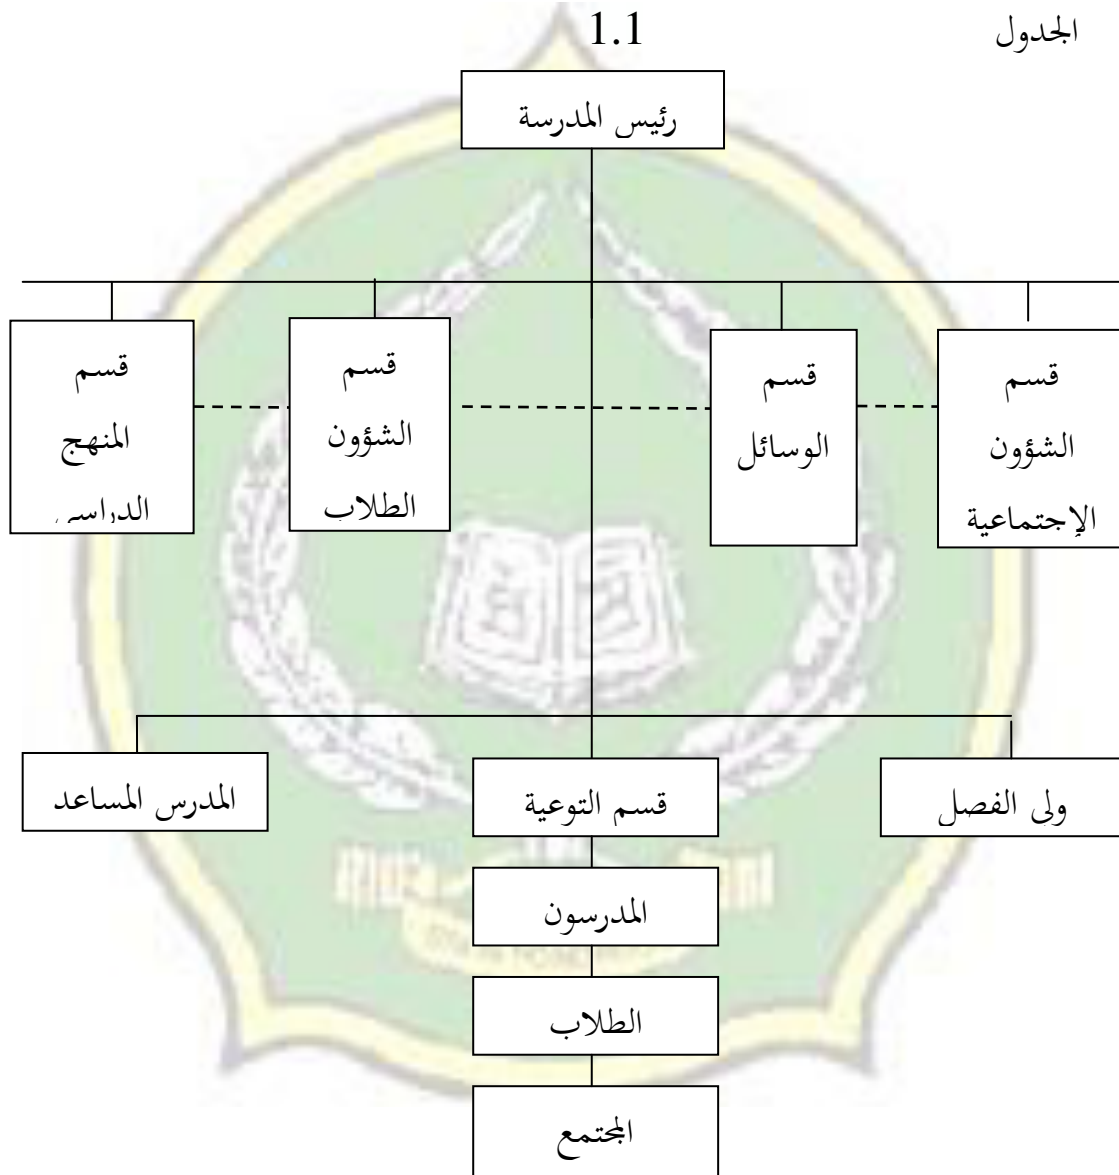 الجدول 1.1
رئيس المدرسة
قسم
الشؤون
الإجتماعية
قسم
الوسائل
قسم
الشؤون
الطلاب
قسم
المنهج
الدراسى
ولى الفصل
قسم التوعية
المدرس المساعد
المدرسون
الطلاب
المجتمع